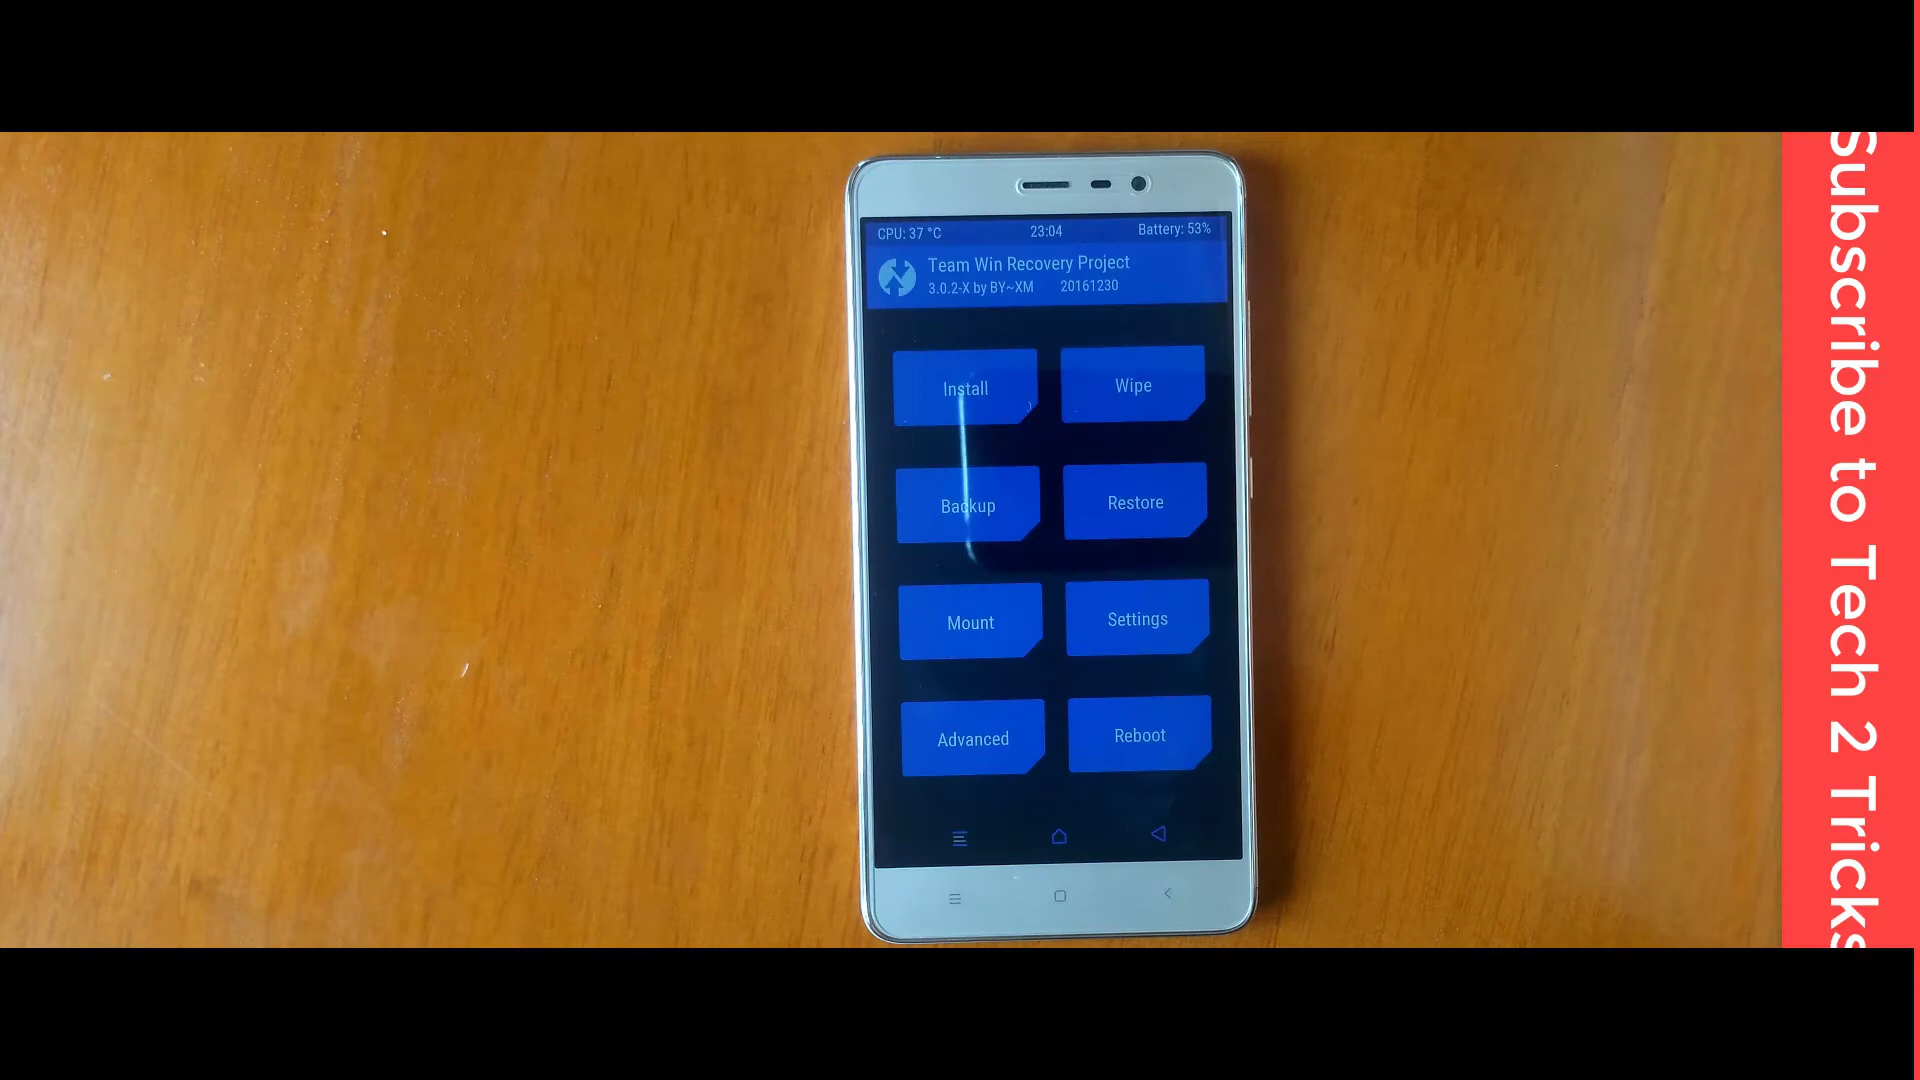 CPU: 37 °C 23:04 Battery: 53%
Team Win Recovery Project
3.0.2-X by BY~XM 20161230
Install Wipe
Backup Restore
Mount Settings
Advanced Reboot
Subscribe to Tech 2 Tricks